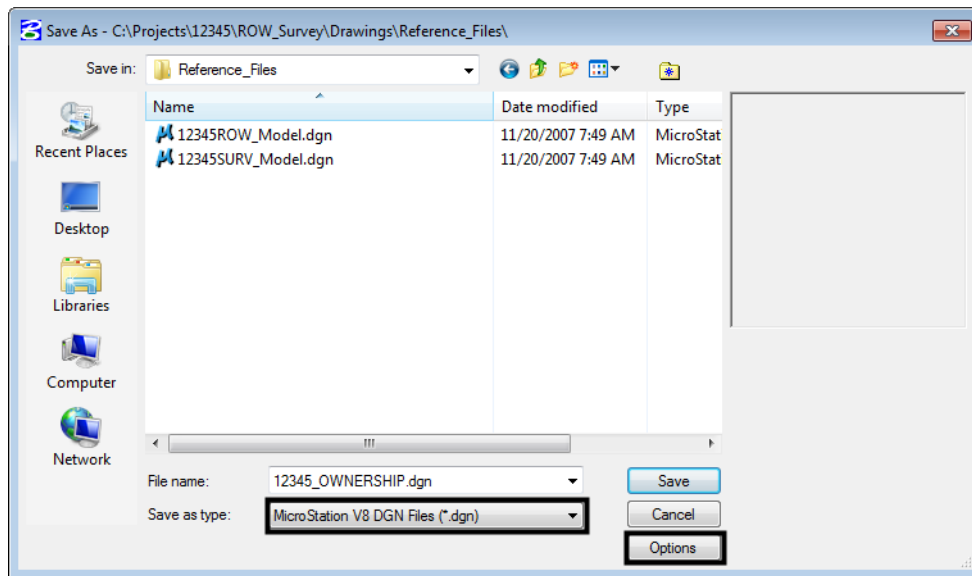 Save As - C:\Projects\12345\ROW_Survey\Drawings\Reference_Files\
Save in: Reference_Files
Name Date modified Type
12345ROW_Model.dgn 11/20/2007 7:49 AM MicroStat
12345SURV_Model.dgn 11/20/2007 7:49 AM MicroStat
Recent Places
Desktop
Libraries
Computer
Network
File name: 12345_OWNERSHIP.dgn Save
Save as type: MicroStation V8 DGN Files (*.dgn) Cancel
Options